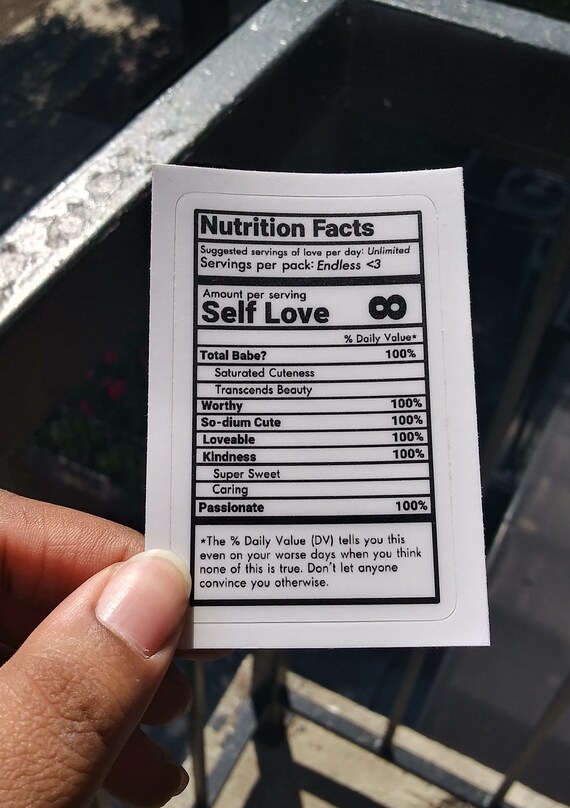 Nutrition Facts
Suggested servings of love per day: Unlimited
Servings per pack: Endless <3
Amount per serving
Self Love ∞
% Daily Value*
Total Babe? 100%
Saturated Cuteness
Transcends Beauty
Worthy 100%
So-dium Cute 100%
Loveable 100%
Kindness 100%
Super Sweet
Caring
Passionate 100%
*The % Daily Value (DV) tells you this
even on your worse days when you think
none of this is true. Don't let anyone
convince you otherwise.